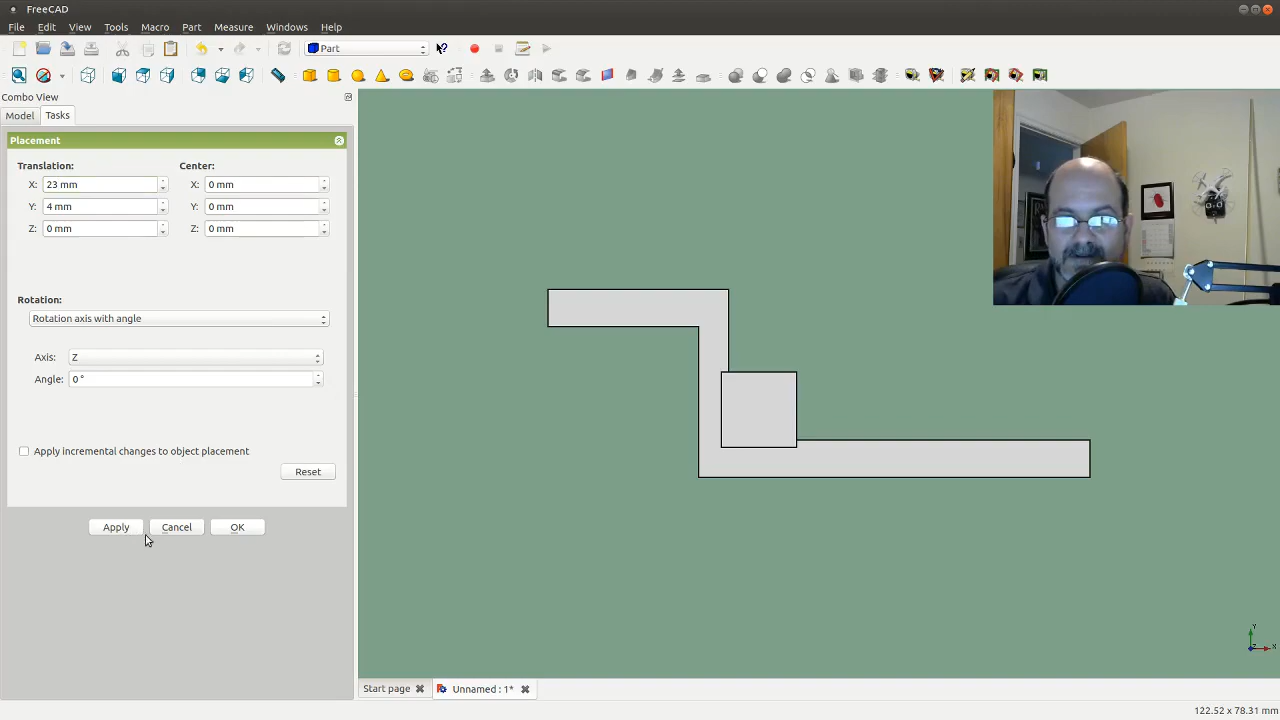 FreeCAD
File Edit View Tools Macro Part Measure Windows Help
Part
Combo View
Model Tasks
Placement
Translation: Center:
X: 23 mm X: 0 mm
Y: 4 mm Y: 0 mm
Z: 0 mm Z: 0 mm
Rotation:
Rotation axis with angle
Axis: Z
Angle: 0 °
Apply incremental changes to object placement
Reset
Apply Cancel OK
Y
Z X
Start page Unnamed : 1*
122.52 x 78.31 mm